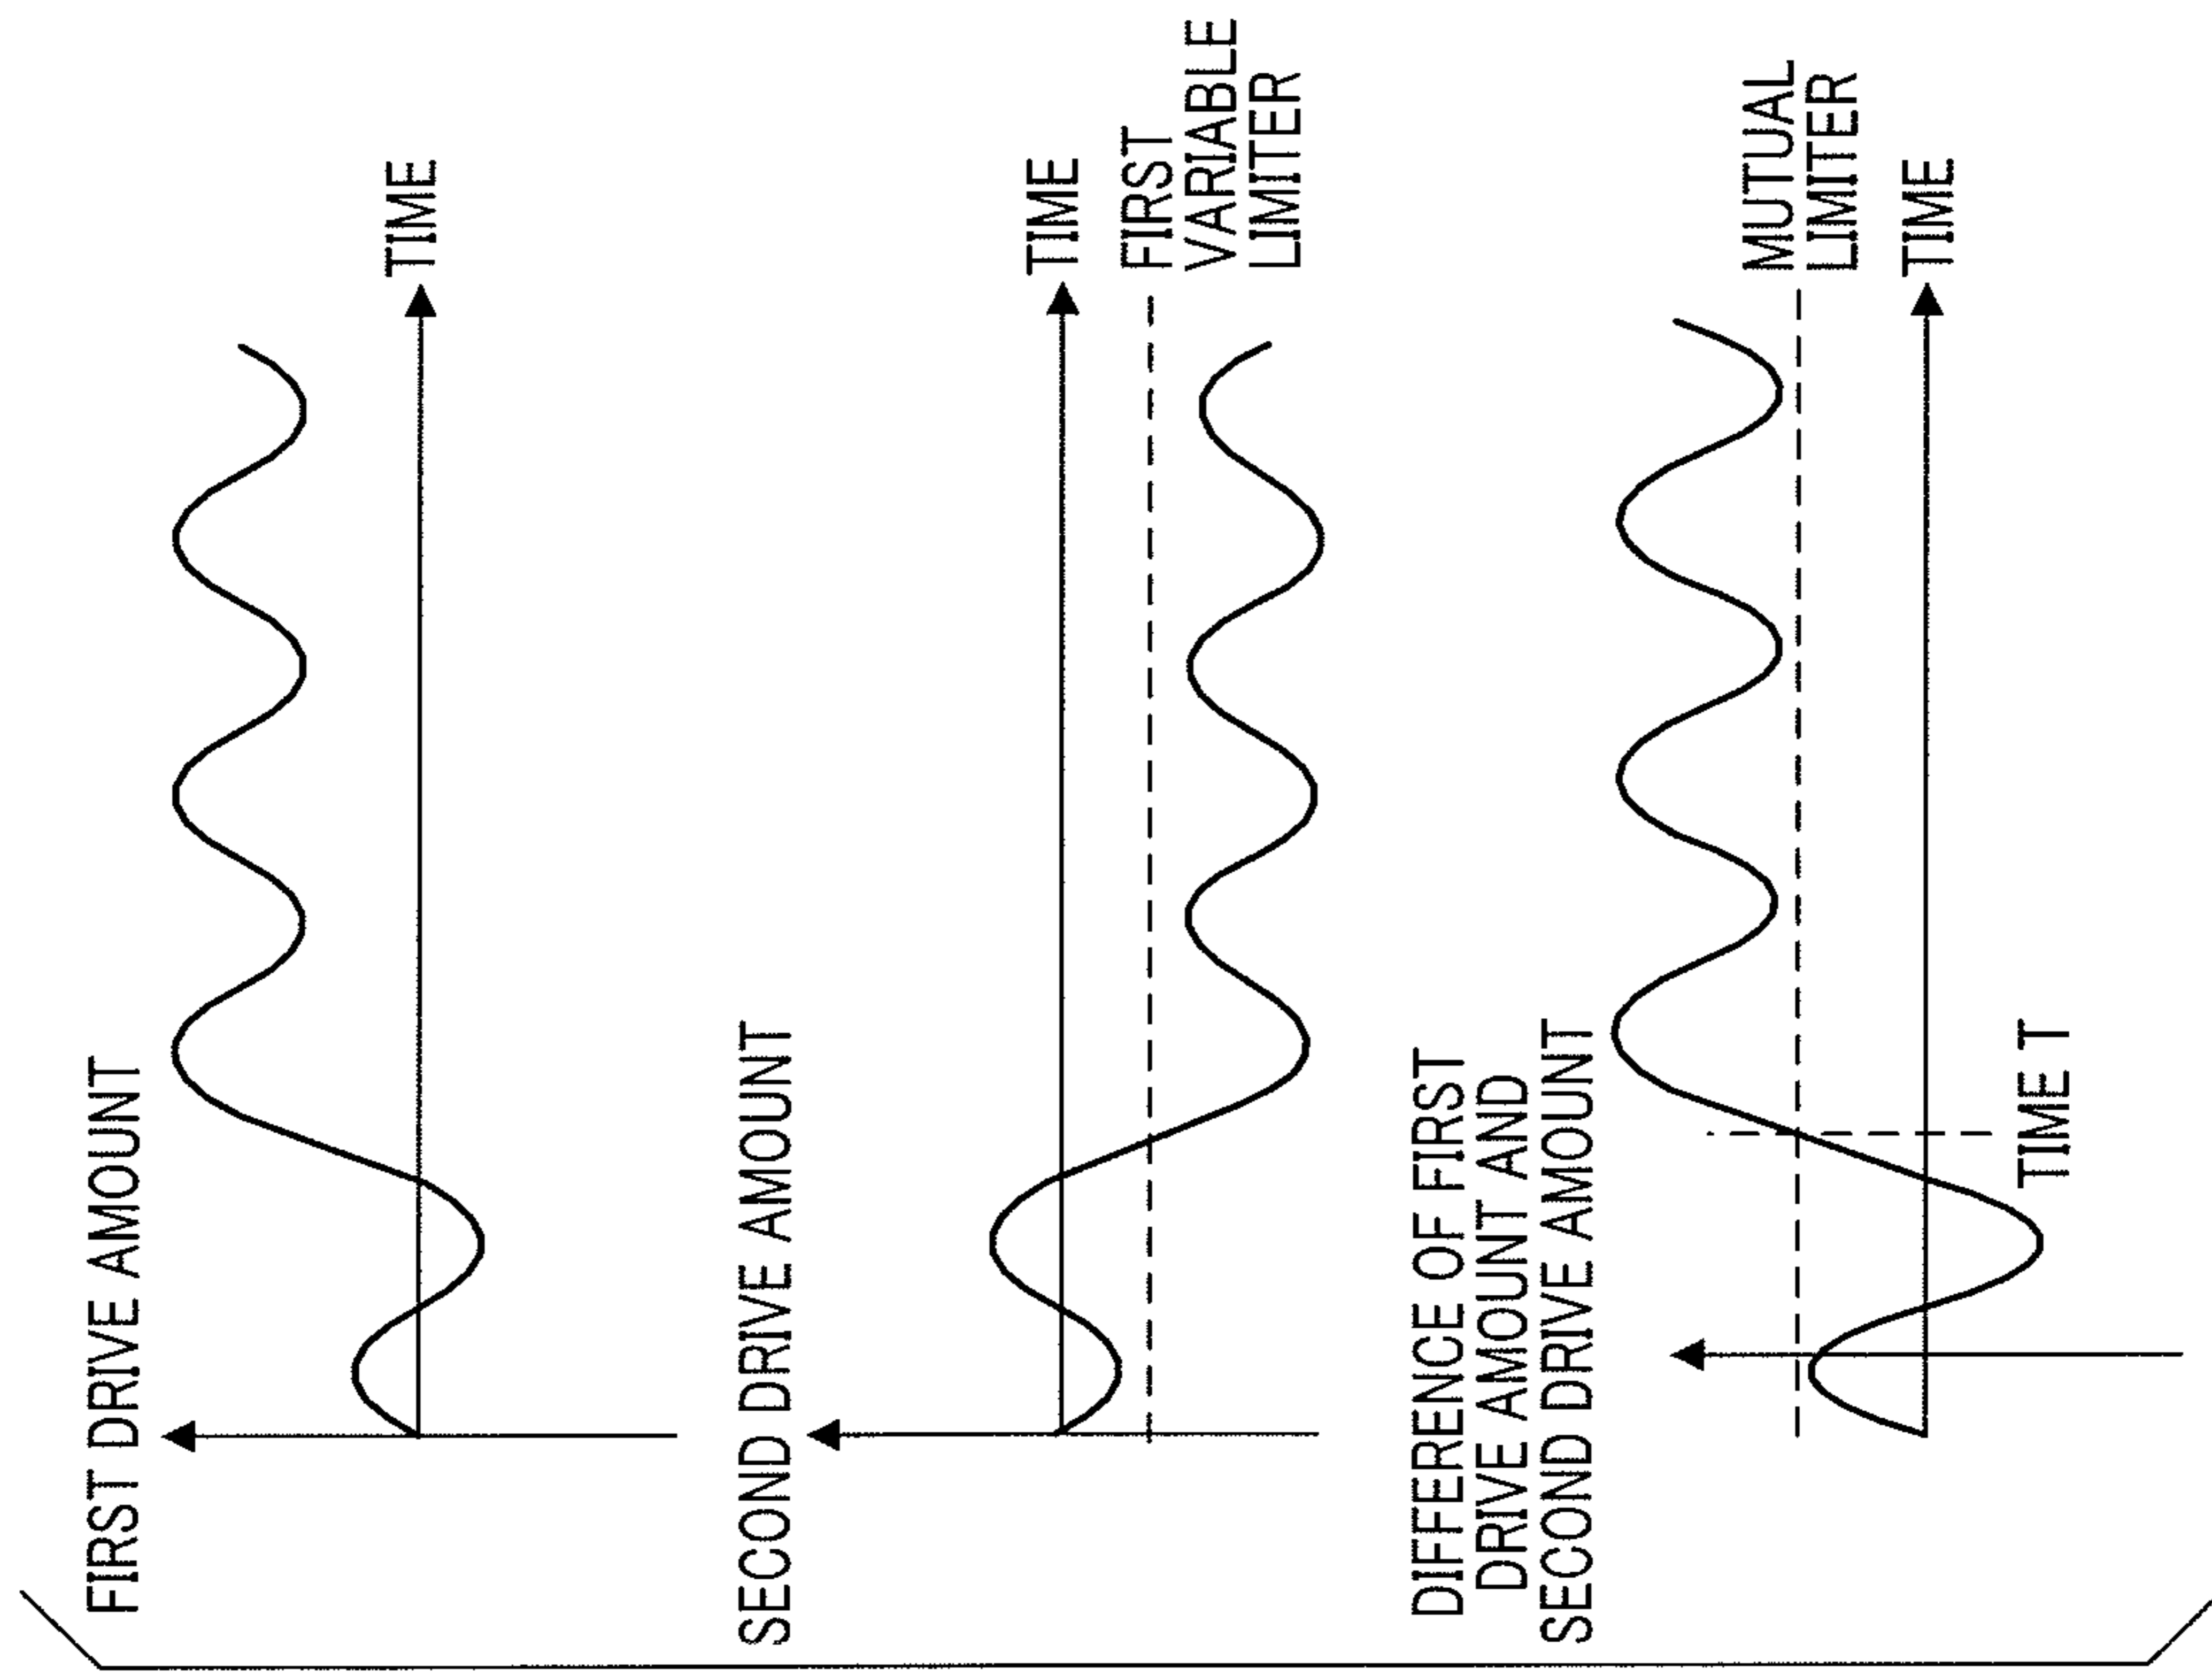 FIRST DRIVE AMOUNT
TIME
SECOND DRIVE AMOUNT
TIME
FIRST
VARIABLE
LIMITER
DIFFERENCE OF FIRST
DRIVE AMOUNT AND
SECOND DRIVE AMOUNT
MUTUAL
LIMITER
TIME
TIME T